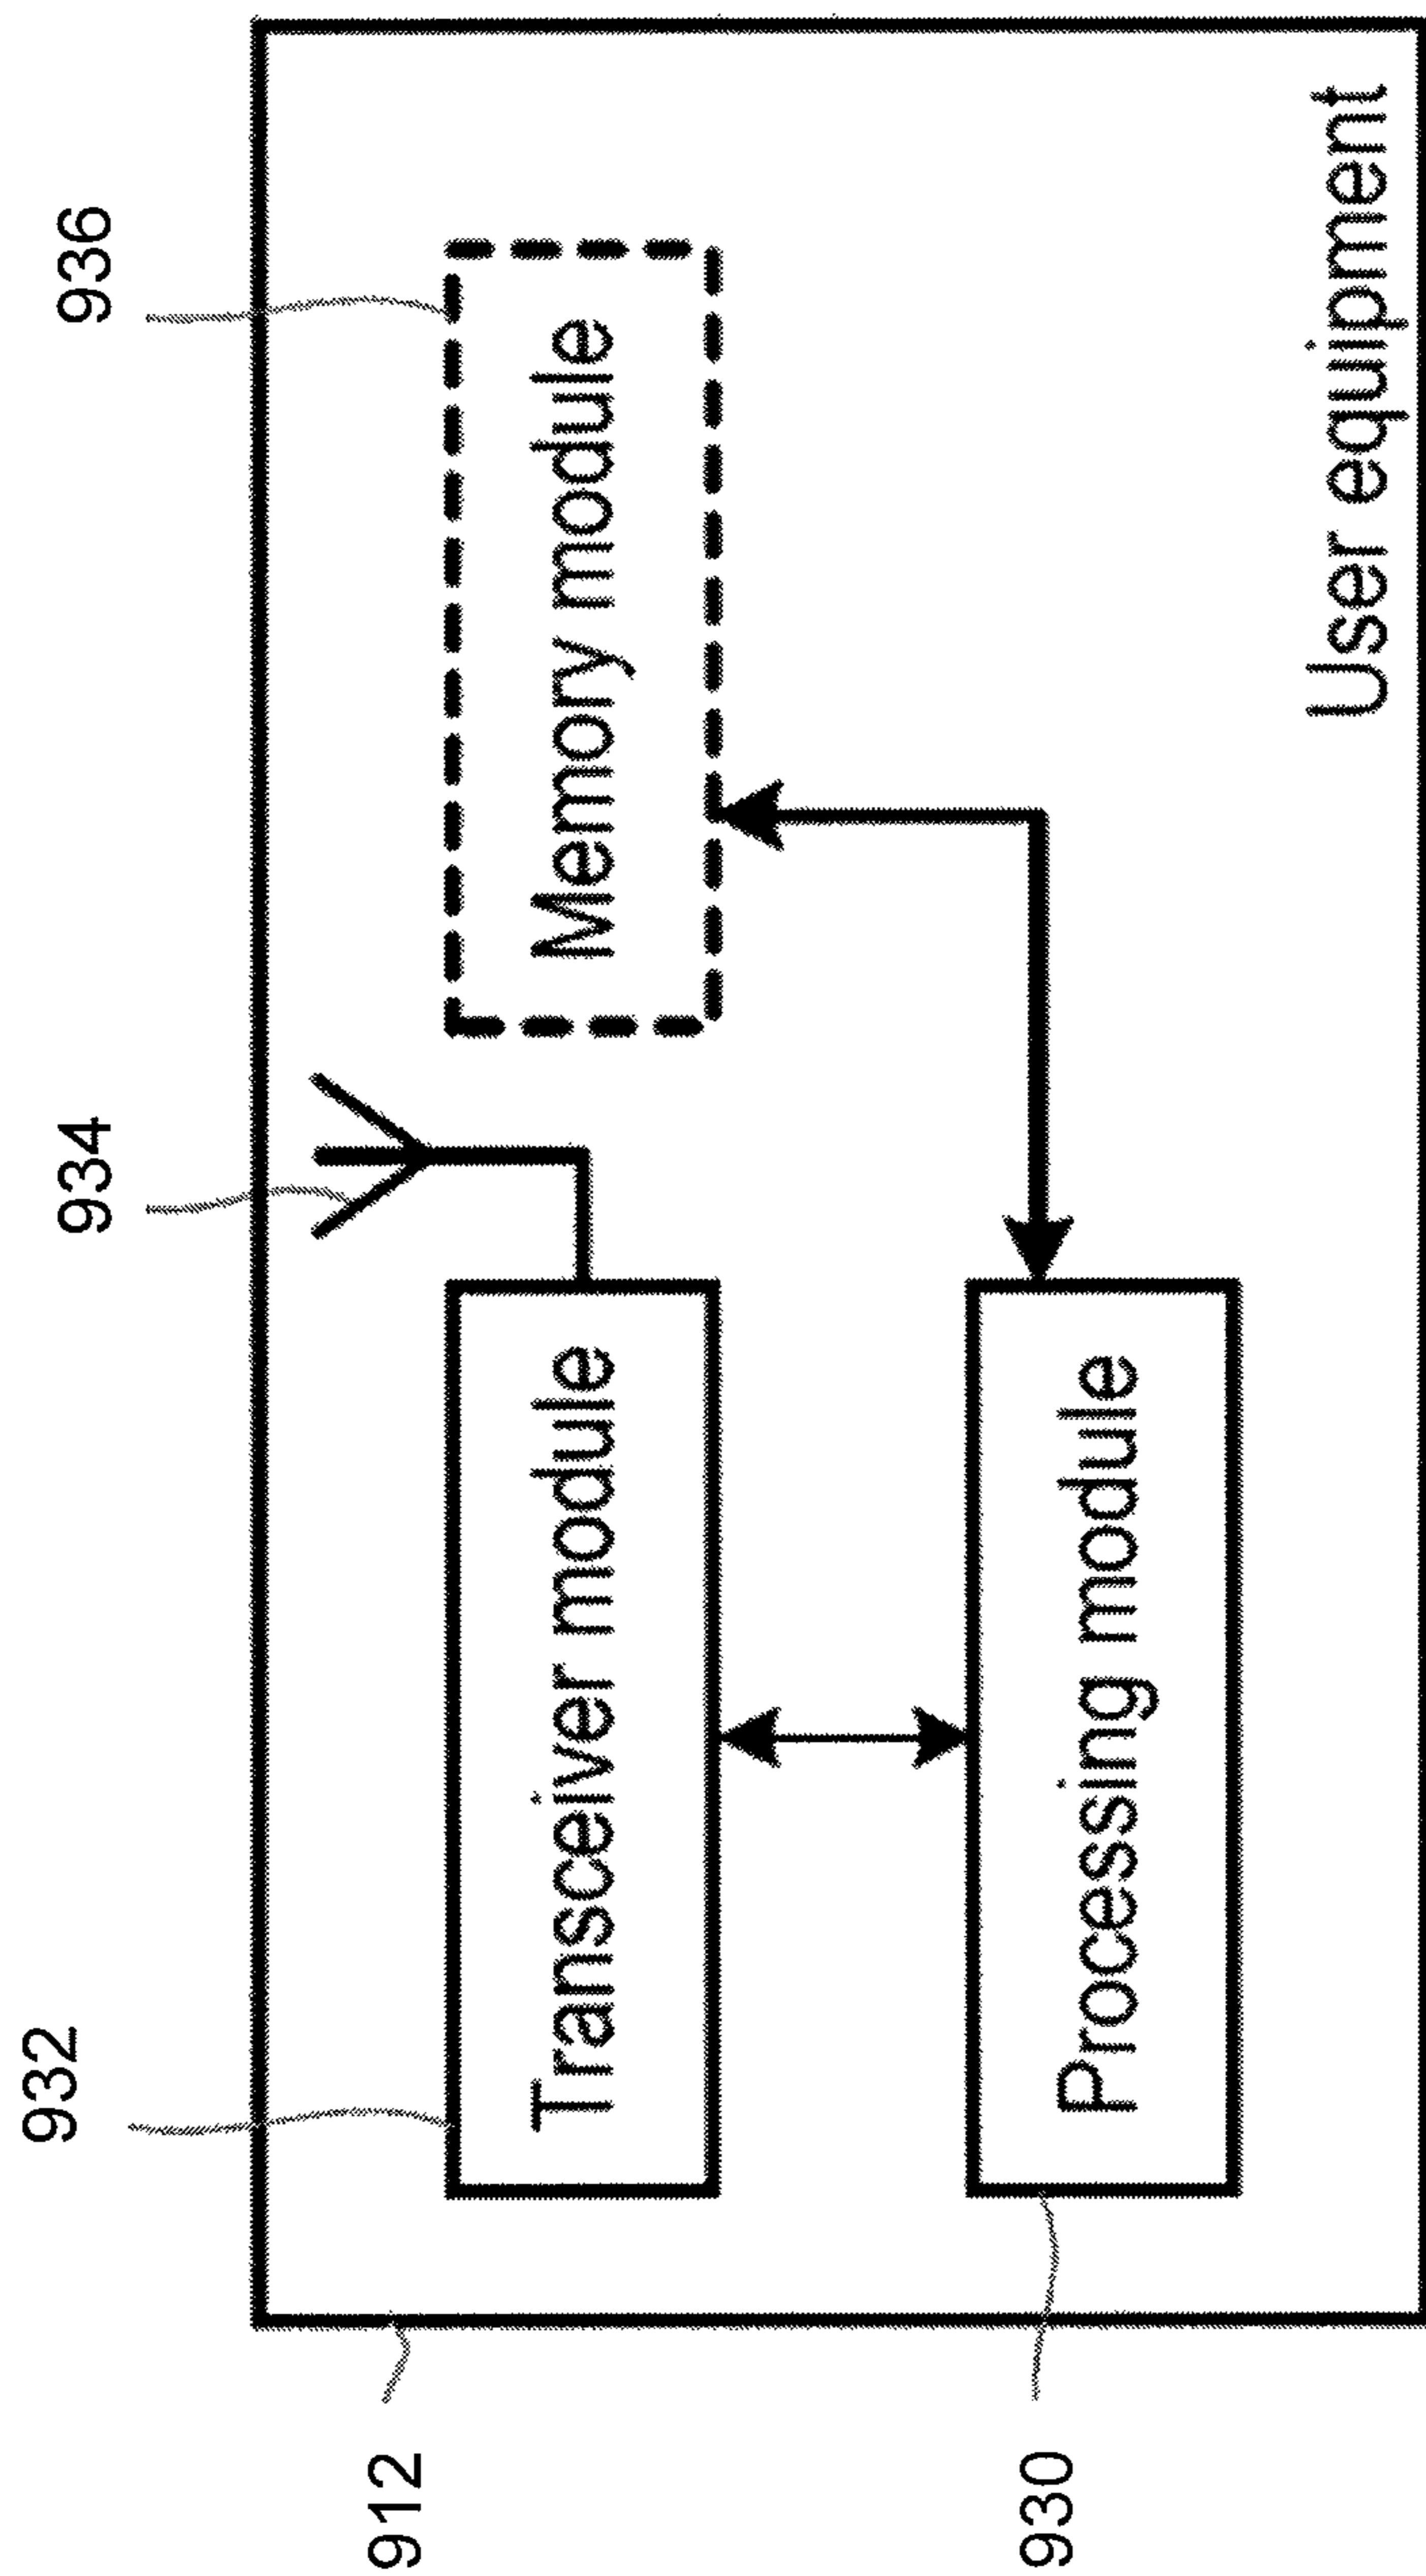 932
934
936
912
Transceiver module
Memory module
930
Processing module
User equipment